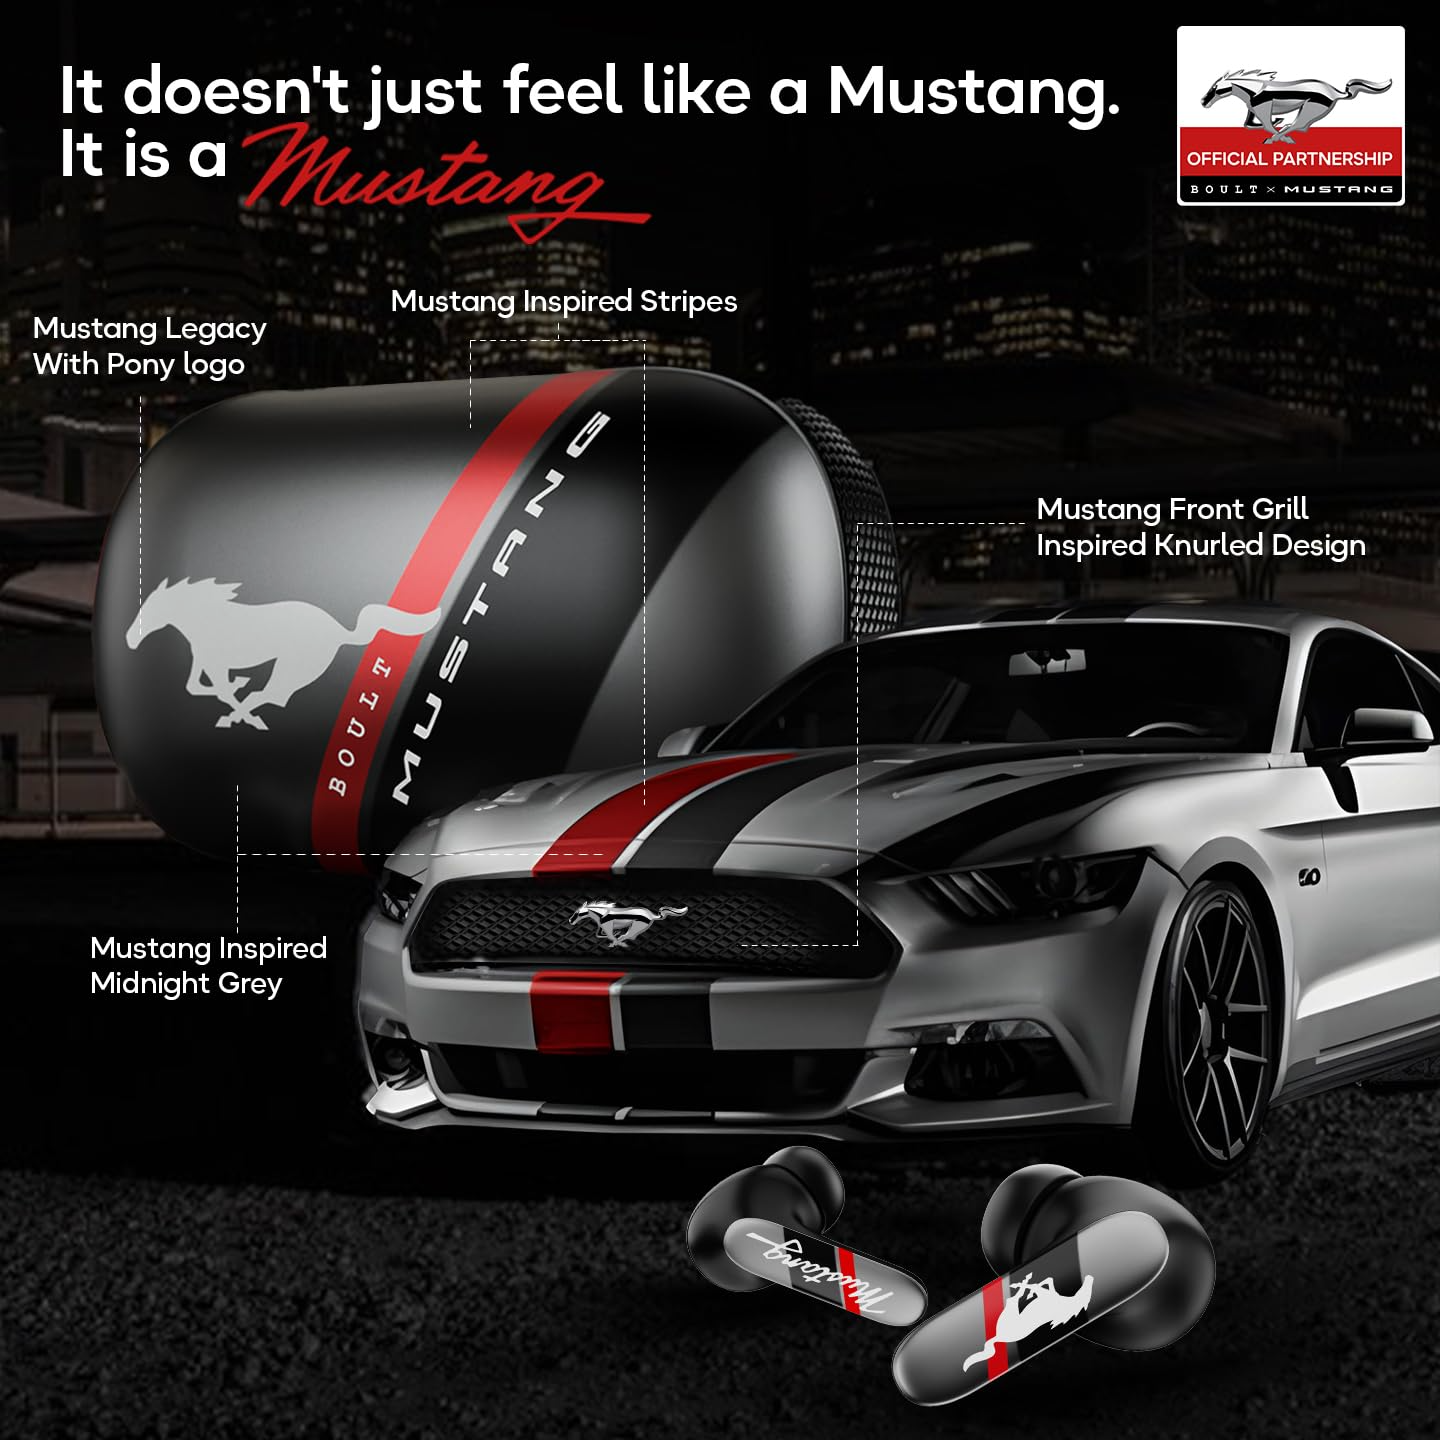 It doesn't just feel like a Mustang.
It is a Mustang
OFFICIAL PARTNERSHIP
BOULT × MUSTANG
Mustang Inspired Stripes
Mustang Legacy
With Pony logo
MUSTANG
BOULT
Mustang Front Grill
Inspired Knurled Design
5.0
Mustang Inspired
Midnight Grey
Mustang